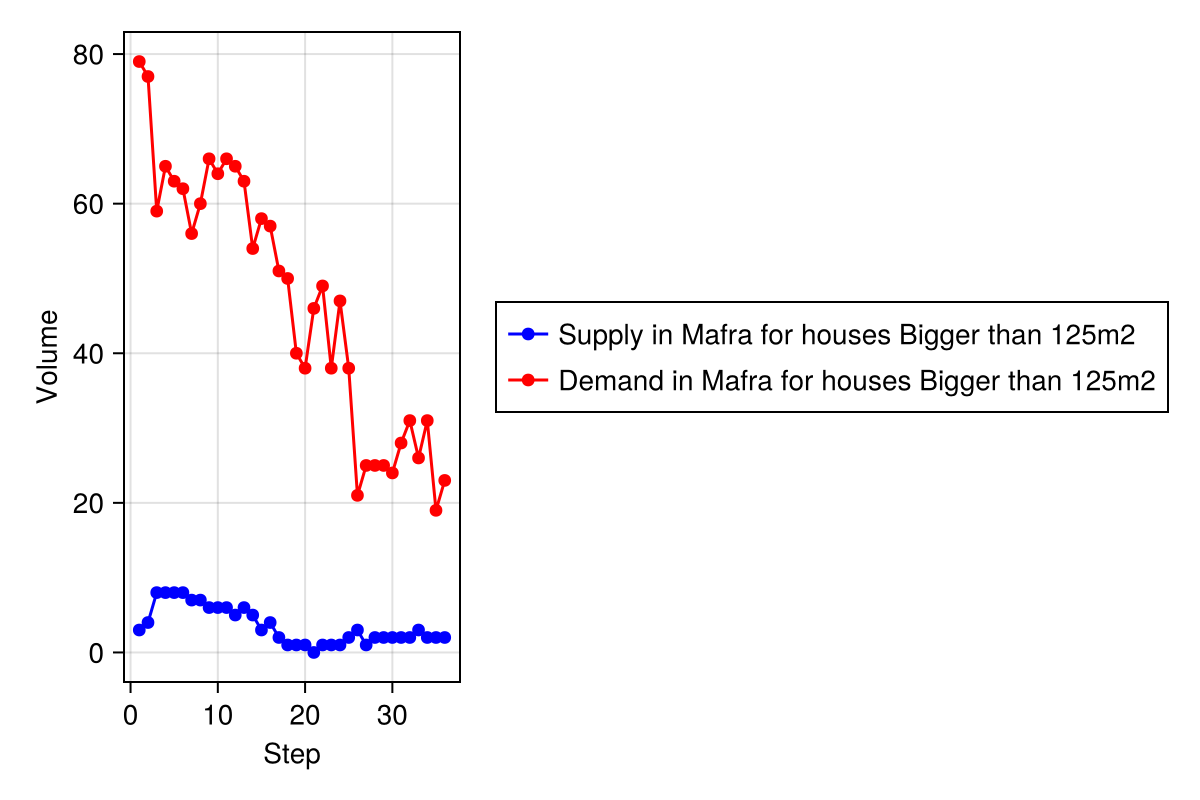 80
60
40
20
0
Volume
0 10 20 30
Step
Supply in Mafra for houses Bigger than 125m2
Demand in Mafra for houses Bigger than 125m2